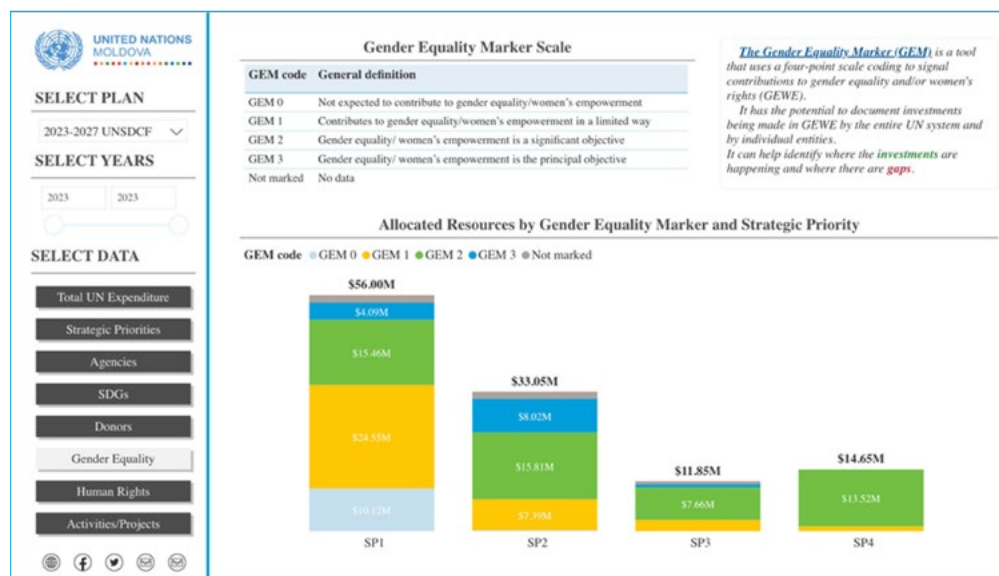 UNITED NATIONS
MOLDOVA
SELECT PLAN
2023-2027 UNSDCF
SELECT YEARS
2023 2023
SELECT DATA
Total UN Expenditure
Strategic Priorities
Agencies
SDGs
Donors
Gender Equality
Human Rights
Activities/Projects
Gender Equality Marker Scale
GEM code General definition
GEM 0 Not expected to contribute to gender equality/women's empowerment
GEM 1 Contributes to gender equality/women's empowerment in a limited way
GEM 2 Gender equality/ women's empowerment is a significant objective
GEM 3 Gender equality/ women's empowerment is the principal objective
Not marked No data
The Gender Equality Marker (GEM) is a tool
that uses a four-point scale coding to signal
contributions to gender equality and/or women's
rights (GEWE).
It has the potential to document investments
being made in GEWE by the entire UN system and
by individual entities.
It can help identify where the investments are
happening and where there are gaps.
Allocated Resources by Gender Equality Marker and Strategic Priority
GEM code GEM 0 GEM 1 GEM 2 GEM 3 Not marked
$56.00M
$4.09M
$15.46M
$24.55M
$10.12M
SP1
$33.05M
$8.02M
$15.81M
$7.39M
SP2
$11.85M
$7.66M
SP3
$14.65M
$13.52M
SP4